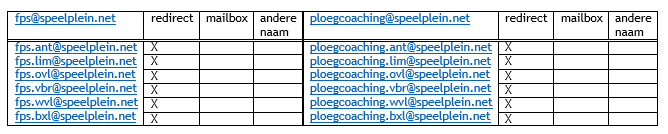 fps@speelplein.net redirect mailbox andere naam ploegcoaching@speelplein.net redirect mailbox andere naam
fps.ant@speelplein.net X ploegcoaching.ant@speelplein.net X
fps.lim@speelplein.net X ploegcoaching.lim@speelplein.net X
fps.ovl@speelplein.net X ploegcoaching.ovl@speelplein.net X
fps.vbr@speelplein.net X ploegcoaching.vbr@speelplein.net X
fps.wvl@speelplein.net X ploegcoaching.wvl@speelplein.net X
fps.bxl@speelplein.net X ploegcoaching.bxl@speelplein.net X